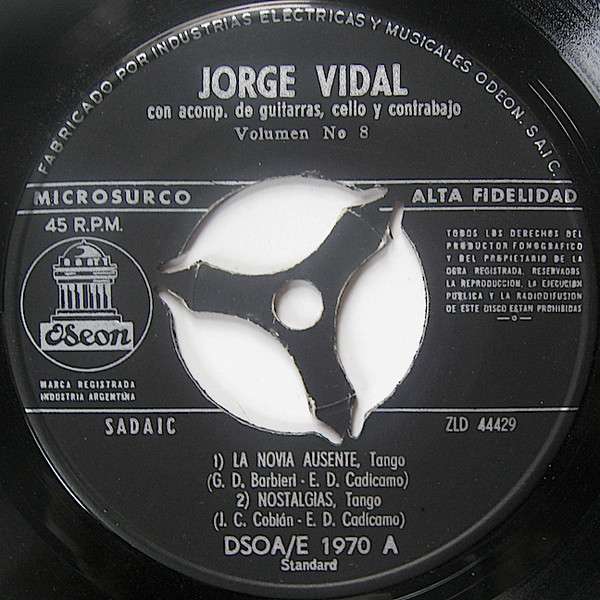 FABRICADO POR INDUSTRIAS ELECTRICAS Y MUSICALES ODEON. S.A.I.C.
JORGE VIDAL
con acomp. de guitarras, cello y contrabajo
Volumen No 8
MICROSURCO
ALTA FIDELIDAD
45 R.P.M.
TODOS LOS DERECHOS DEL
PRODUCTOR FONOGRAFICO
Y DEL PROPIETARIO DE LA
OBRA REGISTRADA, RESERVADOS
LA REPRODUCCION, LA EJECUCION
PUBLICA Y LA RADIODIFUSION
DE ESTE DISCO ESTAN PROHIBIDAS
Odeon
MARCA REGISTRADA
INDUSTRIA ARGENTINA
SADAIC
ZLD 44429
1) LA NOVIA AUSENTE, Tango
(G. D. Barbieri - E. D. Cadicamo)
2) NOSTALGIAS, Tango
(J. C. Cobián - E. D. Cadícamo)
DSOA/E 1970 A
Standard